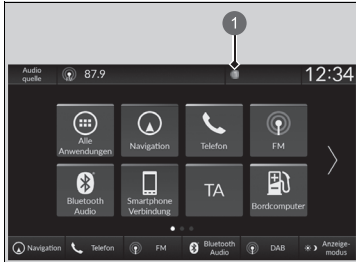 1
Audio
quelle
87.9
12:34
Alle
Anwendungen
Navigation
Telefon
FM
Bluetooth
Audio
Smartphone
Verbindung
TA
Bordcomputer
Navigation
Telefon
FM
Bluetooth
Audio
DAB
Anzeige-
modus